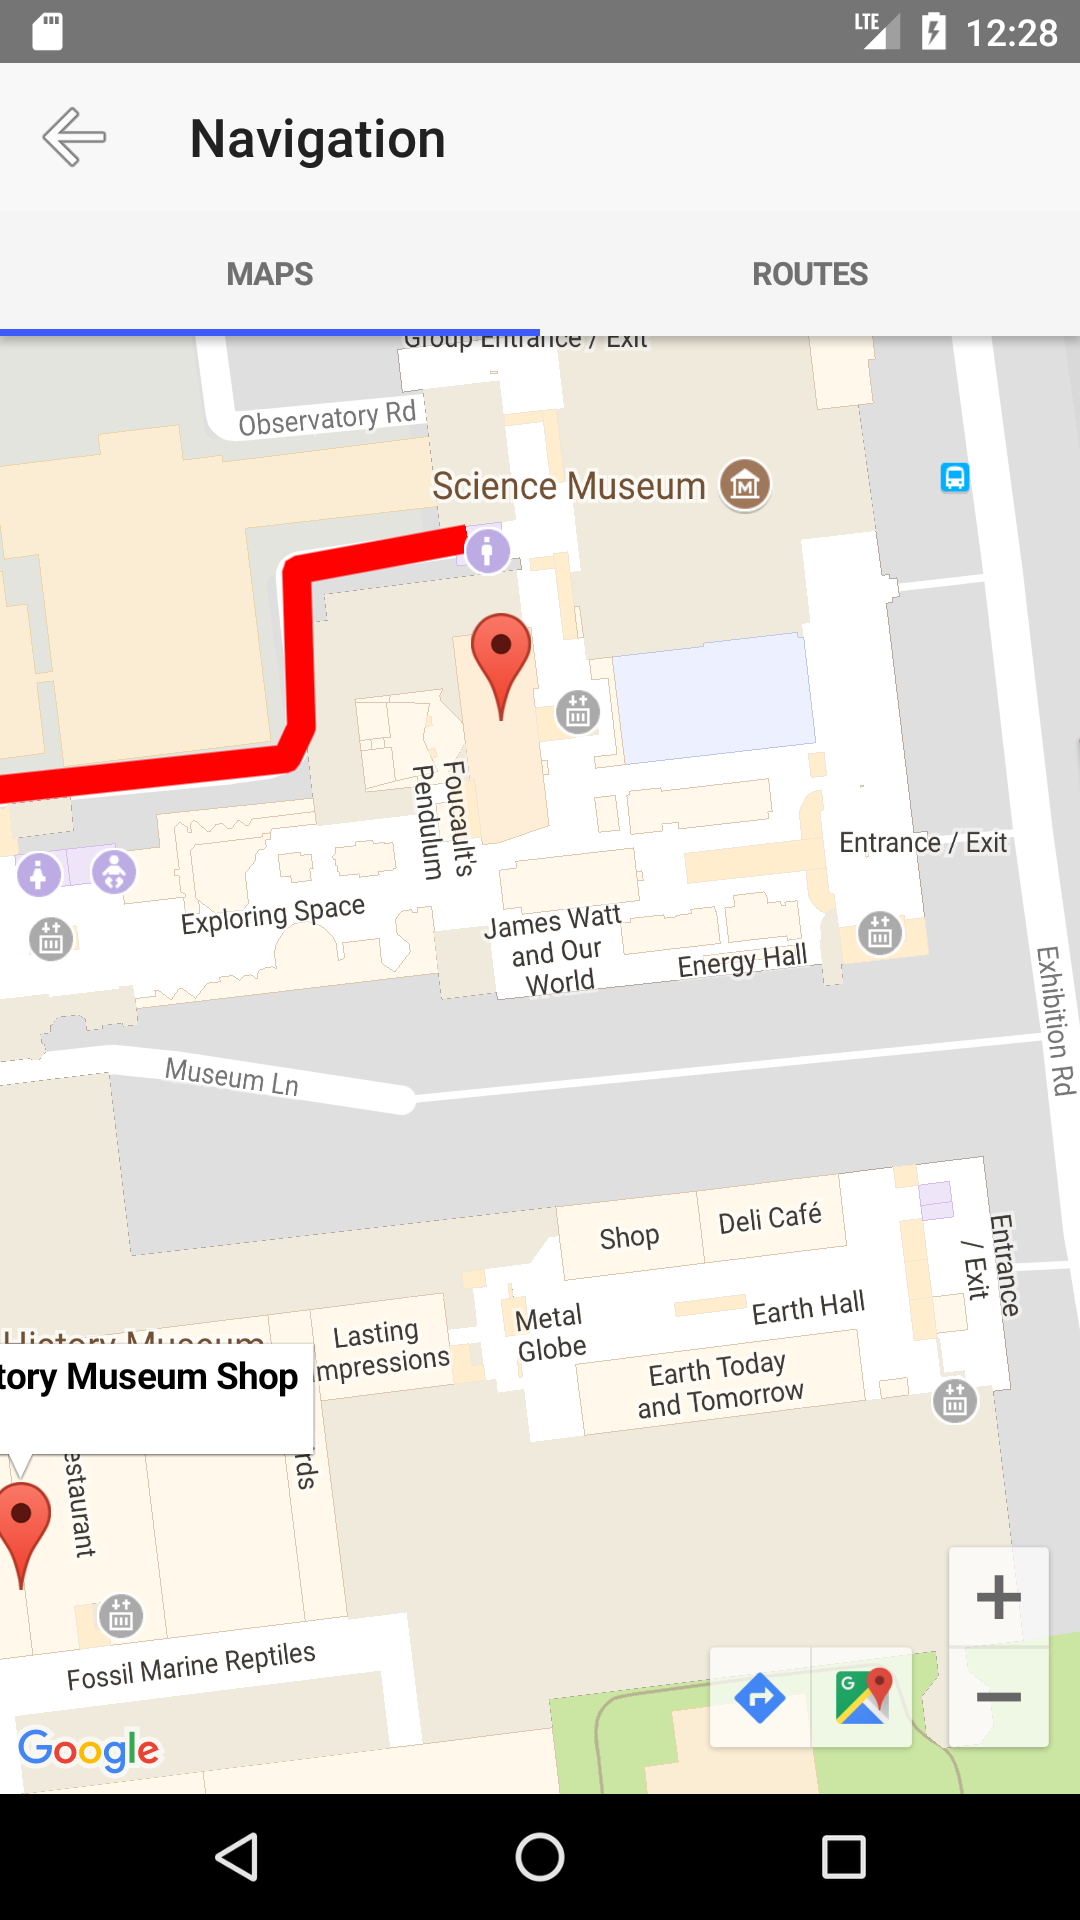 LTE 12:28
Navigation
MAPS
ROUTES
Group Entrance / Exit
Observatory Rd
Science Museum
M
Foucault's
Pendulum
Entrance / Exit
Exploring Space
James Watt
and Our
World
Energy Hall
Exhibition Rd
Museum Ln
Shop
Deli Café
Entrance
/ Exit
Metal
Globe
Earth Hall
Lasting
Impressions
History Museum
tory Museum Shop
Earth Today
and Tomorrow
estaurant
rds
Fossil Marine Reptiles
G
Google